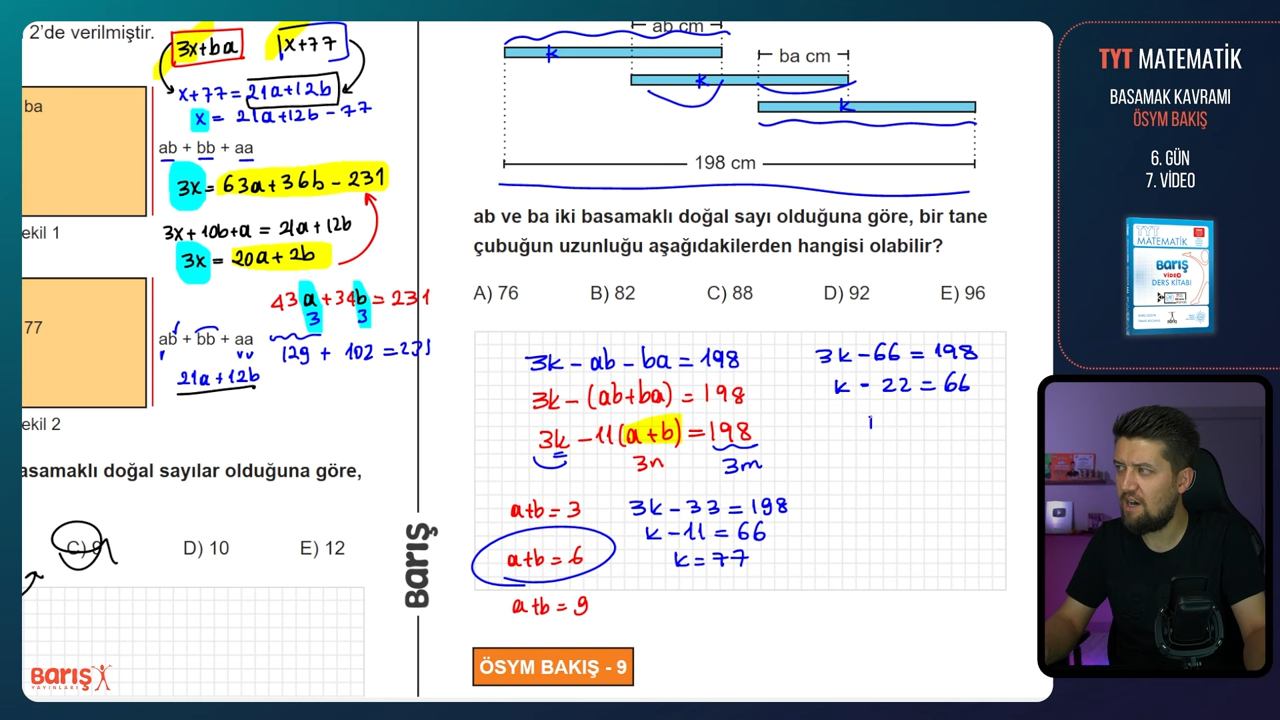 2'de verilmiştir.
3x+ba
x+77
x+77 = 21a+12b
x = 21a+12b-77
ba
ab + bb + aa
3x = 63a+36b-231
3x+10b+a = 21a+12b
ekil 1
3x = 20a+2b
43a+34b = 231
3
3
77
ab + bb + aa
129 + 102 = 231
21a+12b
ekil 2
asamaklı doğal sayılar olduğuna göre,
C) 9
D) 10
E) 12
BARIŞ
YAYINLARI
BARIŞ
ab cm
k
ba cm
k
k
198 cm
ab ve ba iki basamaklı doğal sayı olduğuna göre, bir tane
çubuğun uzunluğu aşağıdakilerden hangisi olabilir?
A) 76
B) 82
C) 88
D) 92
E) 96
3k-ab-ba = 198
3k-(ab+ba) = 198
3k-11(a+b) = 198
3n
3m
a+b = 3
a+b = 6
a+b = 9
3k-33 = 198
k-11 = 66
k = 77
3k-66 = 198
k-22 = 66
ÖSYM BAKIŞ - 9
TYT MATEMATİK
BASAMAK KAVRAMI
ÖSYM BAKIŞ
6. GÜN
7. VİDEO
TYT
MATEMATİK
BARIŞ
VİDEO
DERS KİTABI